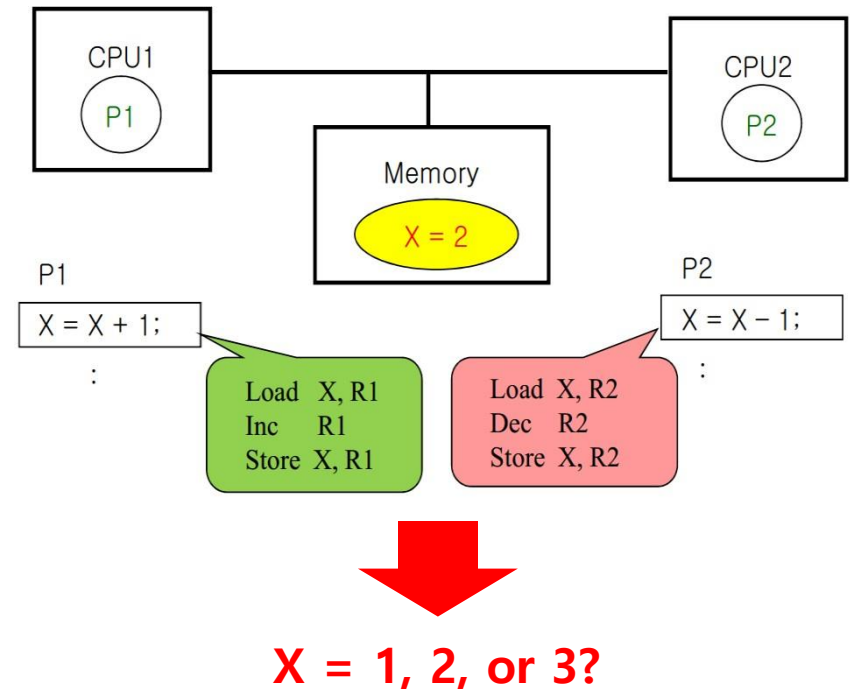 CPU1
P1
CPU2
P2
Memory
X = 2
P1
X = X + 1;
:
P2
X = X − 1;
:
Load X, R1
Inc R1
Store X, R1
Load X, R2
Dec R2
Store X, R2
X = 1, 2, or 3?